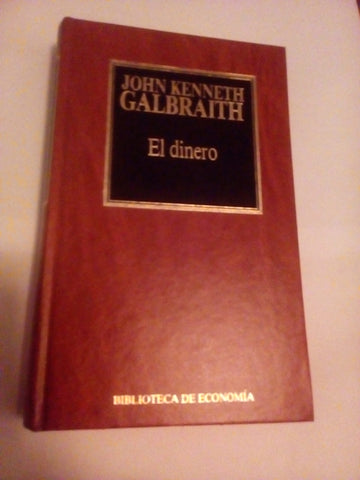 JOHN KENNETH
GALBRAITH
El dinero
BIBLIOTECA DE ECONOMÍA